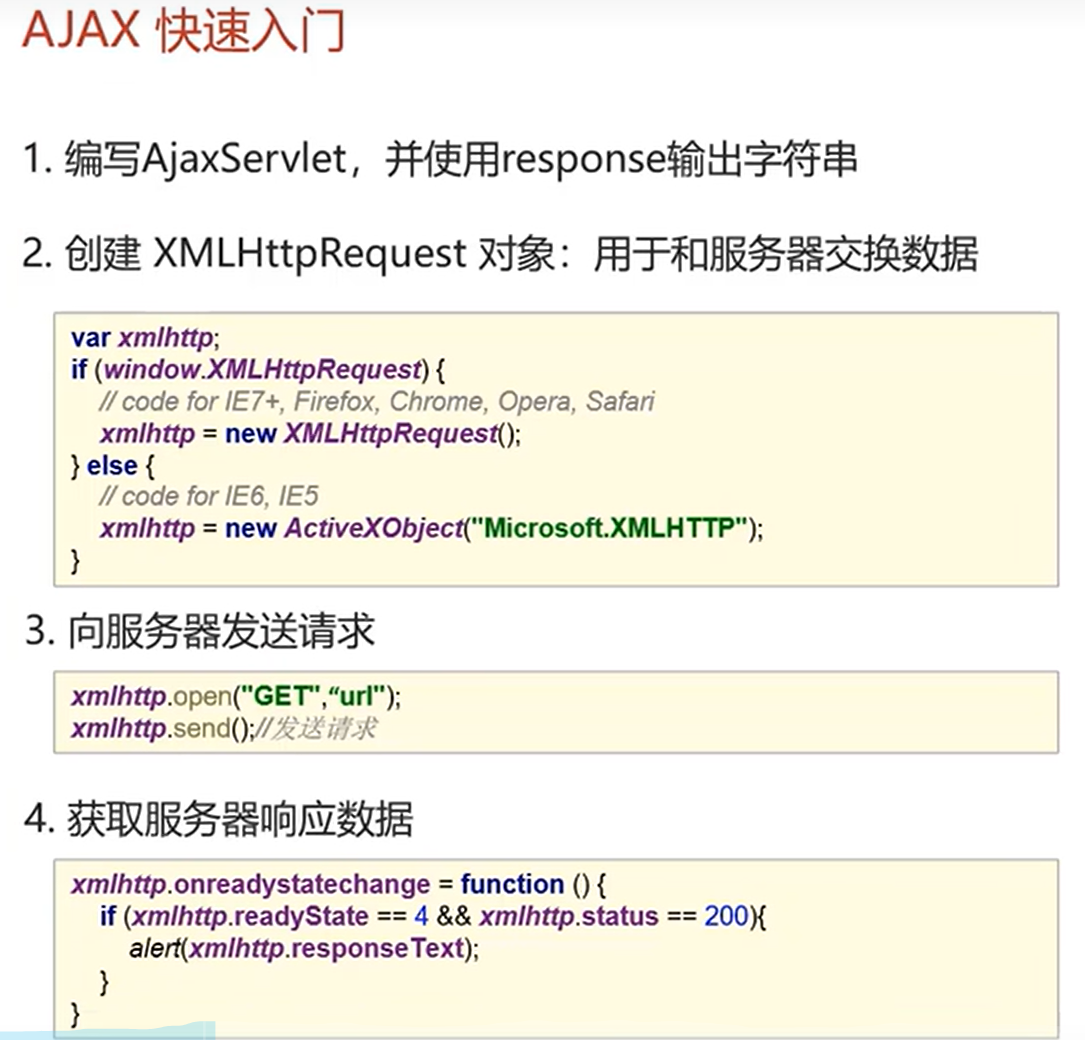 AJAX 快速入门
1. 编写AjaxServlet，并使用response输出字符串
2. 创建 XMLHttpRequest 对象：用于和服务器交换数据
var xmlhttp;
if (window.XMLHttpRequest) {
// code for IE7+, Firefox, Chrome, Opera, Safari
xmlhttp = new XMLHttpRequest();
} else {
// code for IE6, IE5
xmlhttp = new ActiveXObject("Microsoft.XMLHTTP");
}
3. 向服务器发送请求
xmlhttp.open("GET",“url");
xmlhttp.send();//发送请求
4. 获取服务器响应数据
xmlhttp.onreadystatechange = function () {
if (xmlhttp.readyState == 4 && xmlhttp.status == 200){
alert(xmlhttp.responseText);
}
}